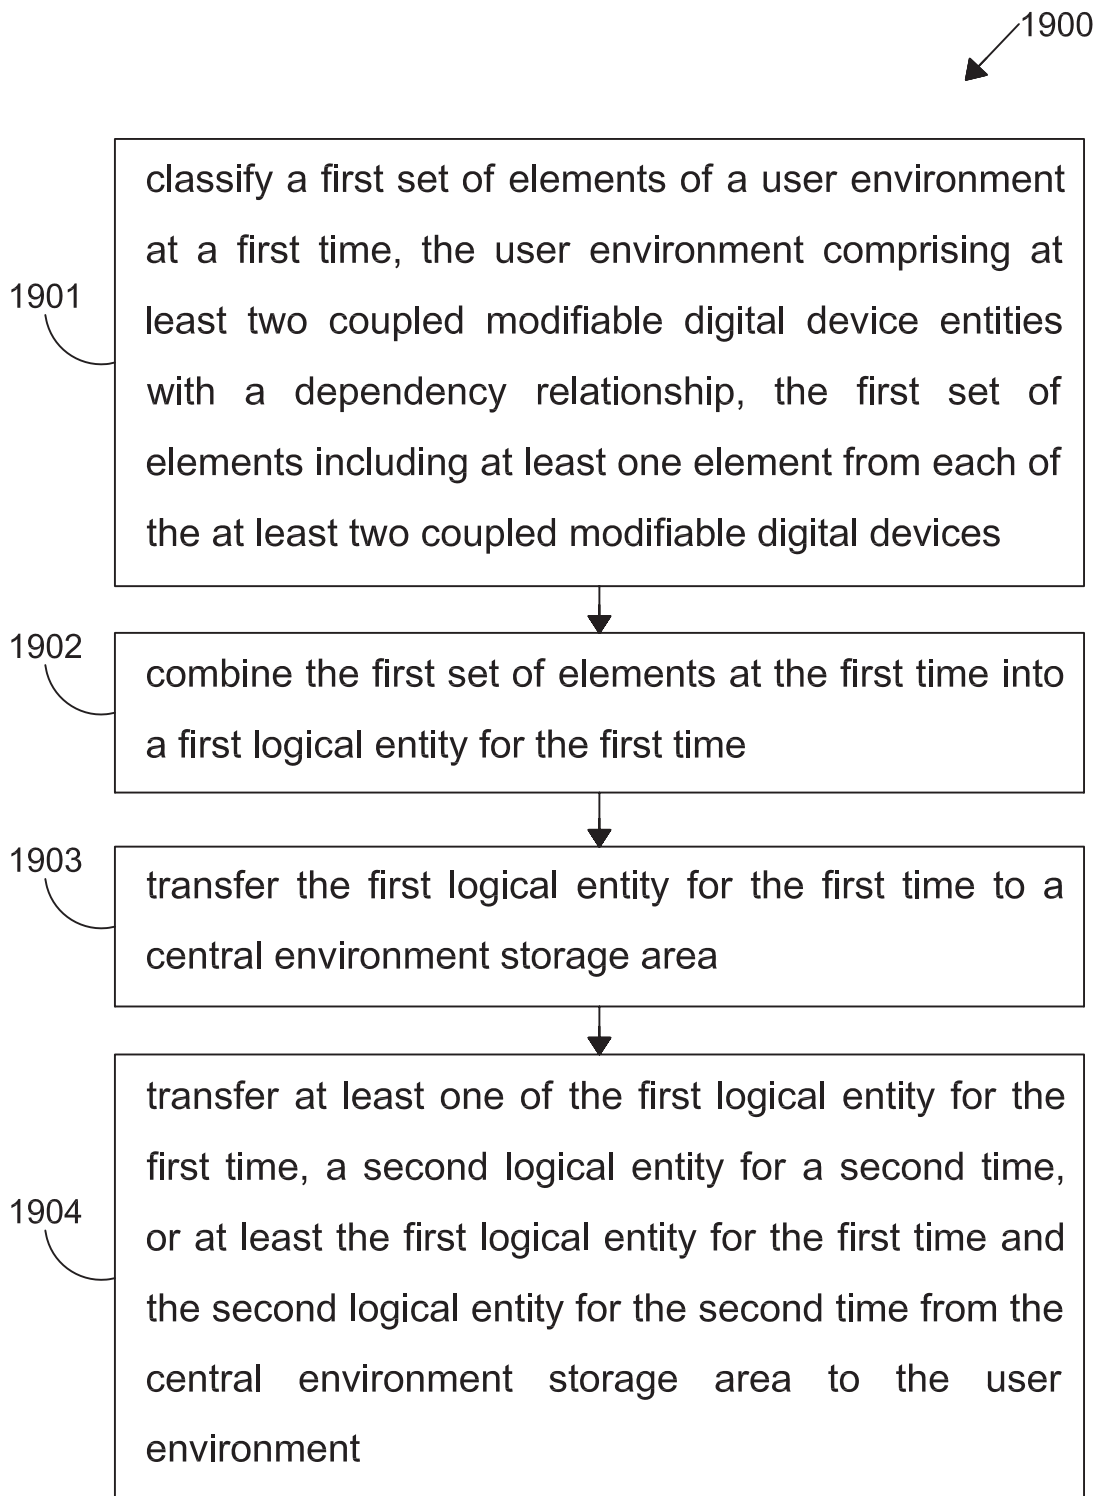 1900
1901
classify a first set of elements of a user environment
at a first time, the user environment comprising at
least two coupled modifiable digital device entities
with a dependency relationship, the first set of
elements including at least one element from each of
the at least two coupled modifiable digital devices
1902
combine the first set of elements at the first time into
a first logical entity for the first time
1903
transfer the first logical entity for the first time to a
central environment storage area
1904
transfer at least one of the first logical entity for the
first time, a second logical entity for a second time,
or at least the first logical entity for the first time and
the second logical entity for the second time from the
central environment storage area to the user
environment